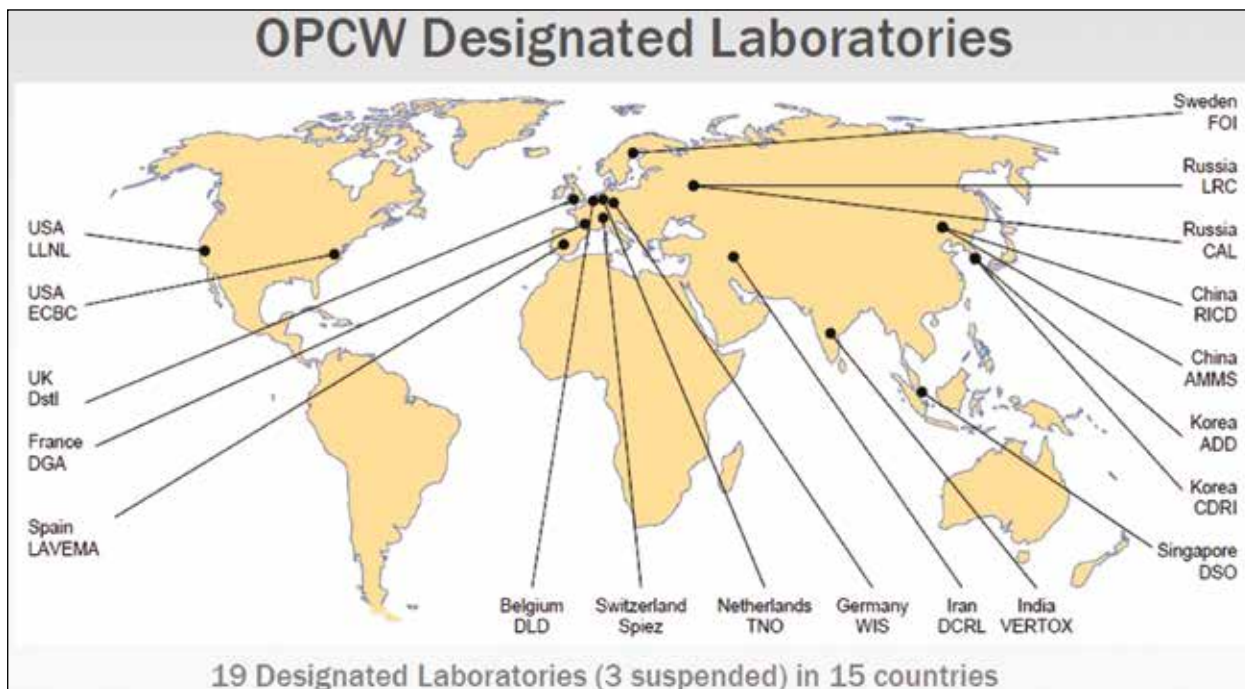 OPCW Designated Laboratories
USA
LLNL
USA
ECBC
UK
Dstl
France
DGA
Spain
LAVEMA
Belgium
DLD
Switzerland
Spiez
Netherlands
TNO
Germany
WIS
Iran
DCRL
India
VERTOX
Sweden
FOI
Russia
LRC
Russia
CAL
China
RICD
China
AMMS
Korea
ADD
Korea
CDRI
Singapore
DSO
19 Designated Laboratories (3 suspended) in 15 countries